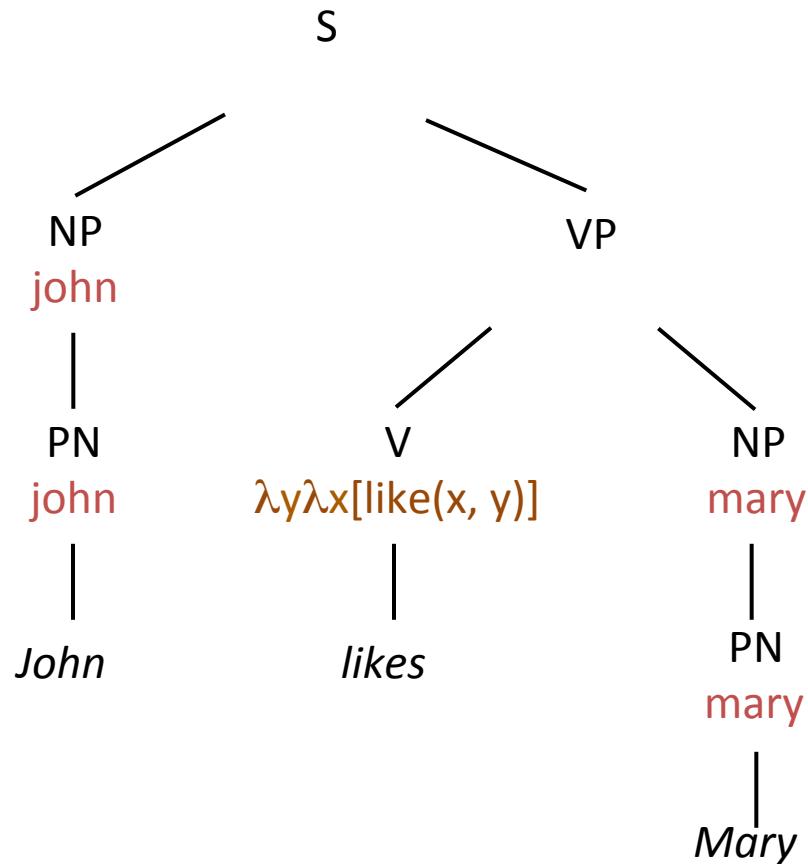 S
NP VP
john
PN V NP
john λyλx[like(x, y)] mary
John likes PN
mary
Mary